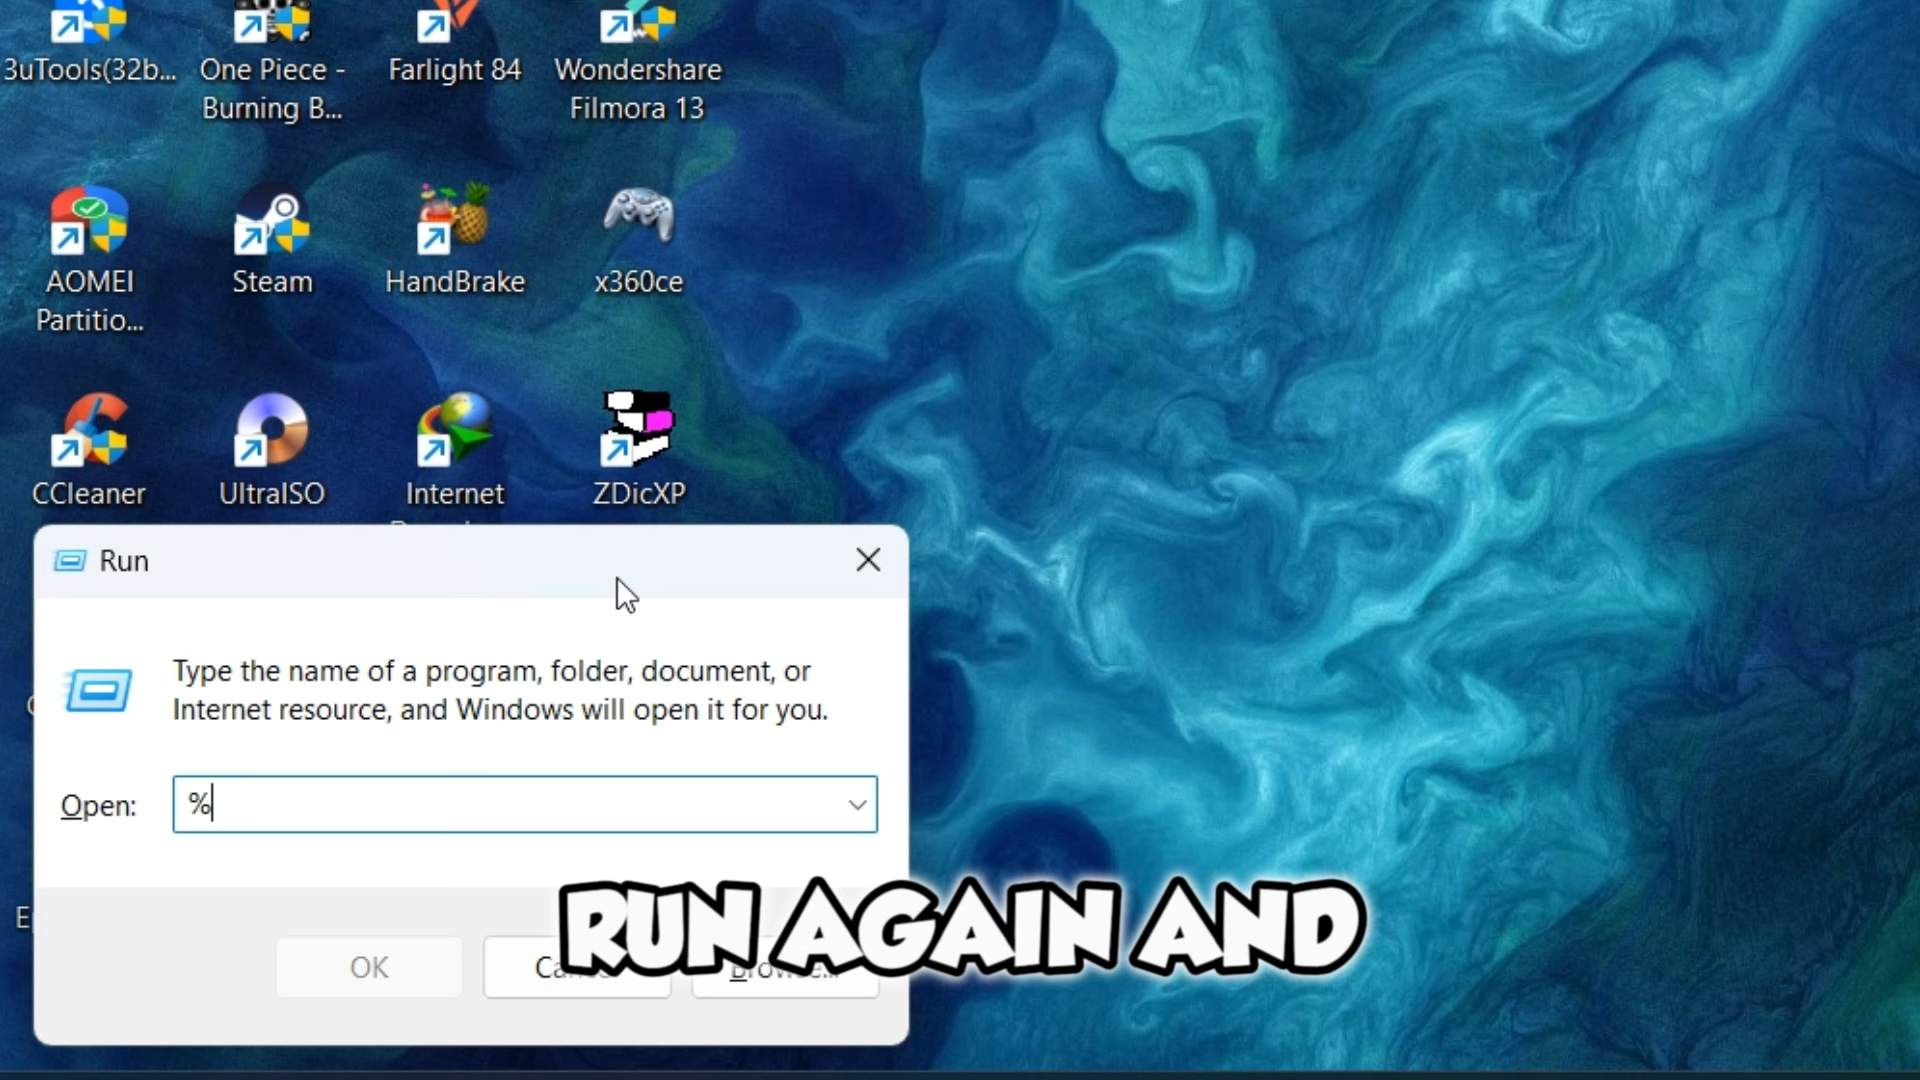 3uTools(32b...
One Piece -
Burning B...
Farlight 84
Wondershare
Filmora 13
AOMEI
Partitio...
Steam
HandBrake
x360ce
CCleaner
UltraISO
Internet
ZDicXP
Run
Type the name of a program, folder, document, or
Internet resource, and Windows will open it for you.
Open:
%
OK
RUN AGAIN AND